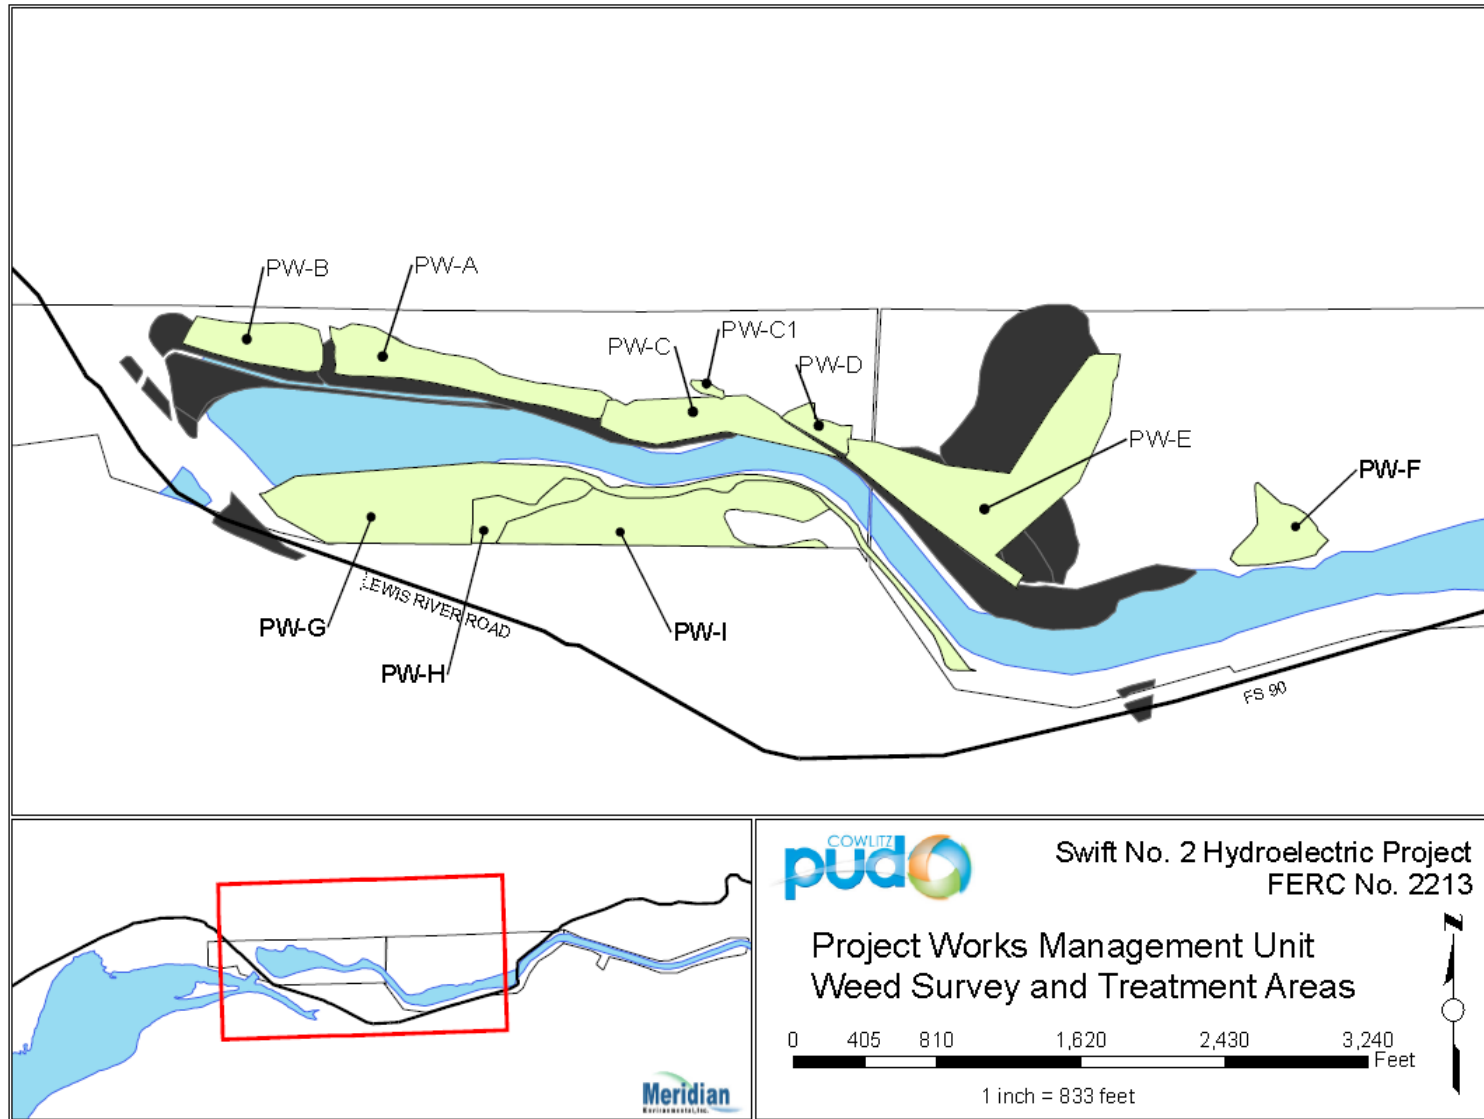 PW-B
PW-A
PW-C1
PW-C
PW-D
PW-E
PW-F
PW-G
PW-H
PW-I
LEWIS RIVER ROAD
FS 90
COWLITZ
pud
Swift No. 2 Hydroelectric Project
FERC No. 2213
Project Works Management Unit
Weed Survey and Treatment Areas
N
0 405 810 1,620 2,430 3,240
Feet
1 inch = 833 feet
Meridian
Environmental, Inc.